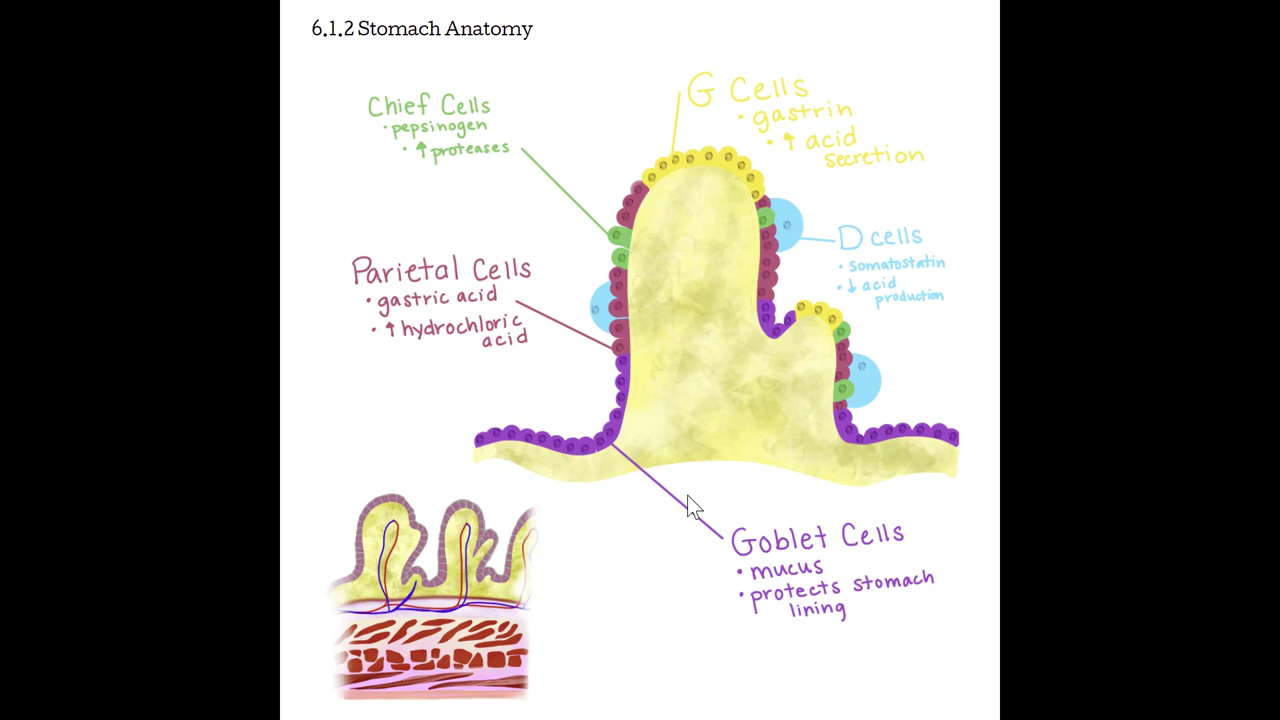 6.1.2 Stomach Anatomy
Chief Cells
• pepsinogen
• ↑ proteases
G Cells
• gastrin
• ↑ acid
secretion
D cells
• somatostatin
• ↓ acid
production
Parietal Cells
• gastric acid
• ↑ hydrochloric
acid
Goblet Cells
• mucus
• protects stomach
lining